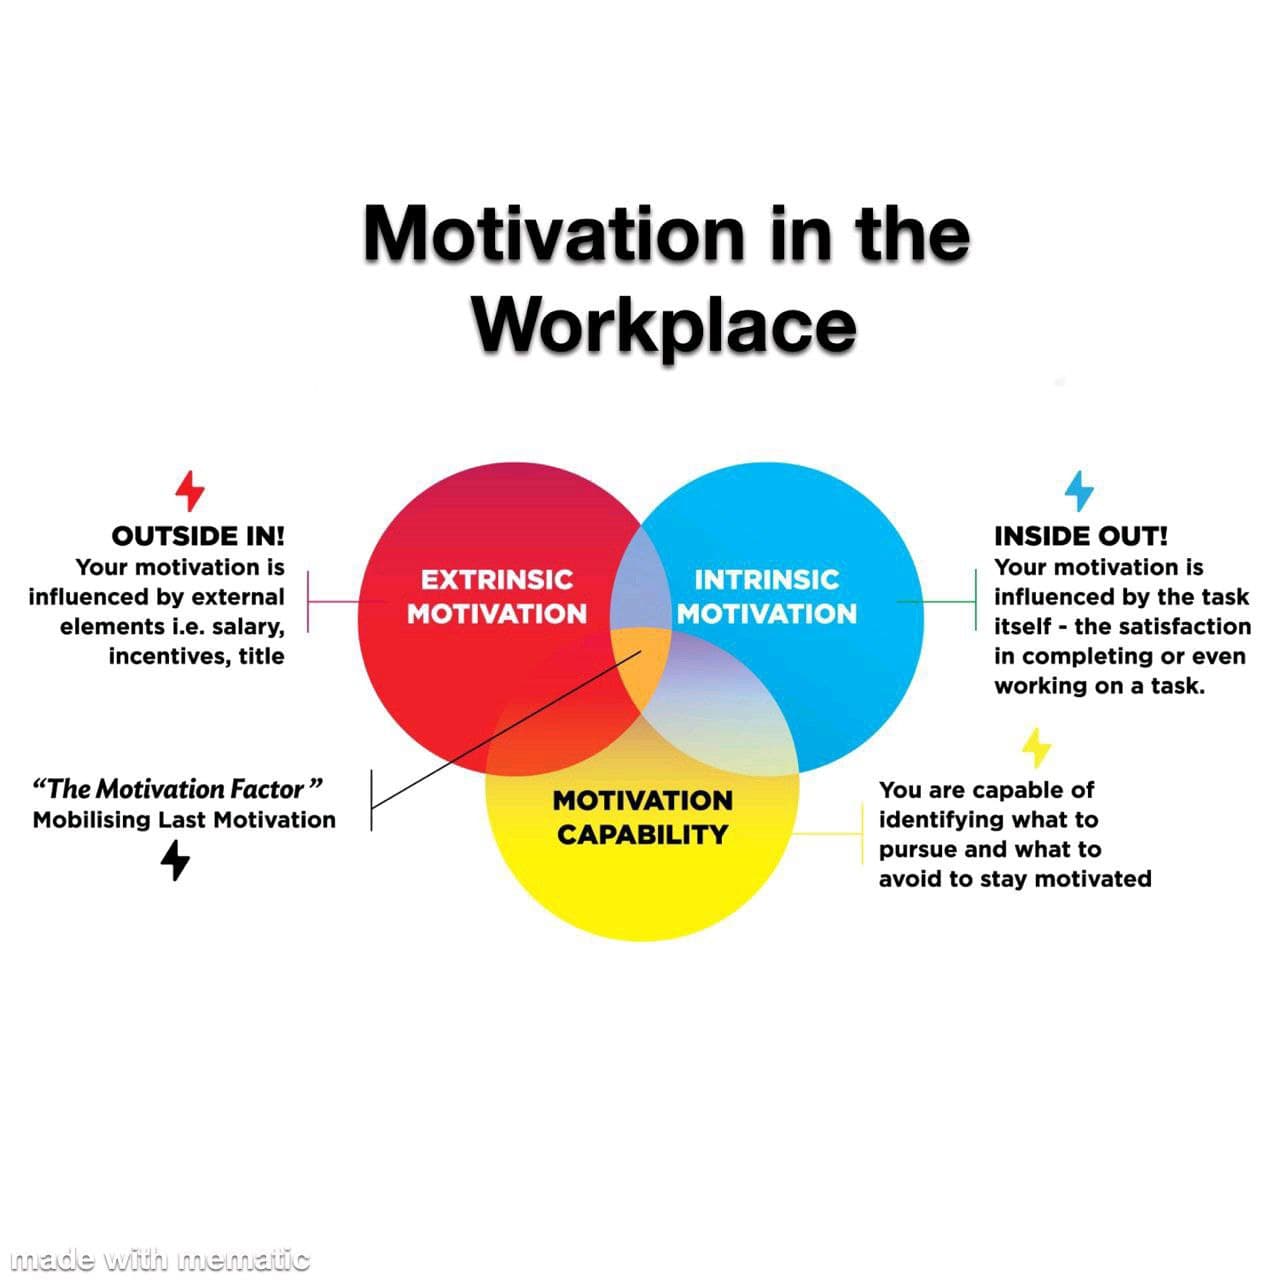 Motivation in the
Workplace
OUTSIDE IN!
Your motivation is
influenced by external
elements i.e. salary,
incentives, title
EXTRINSIC
MOTIVATION
INTRINSIC
MOTIVATION
INSIDE OUT!
Your motivation is
influenced by the task
itself - the satisfaction
in completing or even
working on a task.
“The Motivation Factor”
Mobilising Last Motivation
MOTIVATION
CAPABILITY
You are capable of
identifying what to
pursue and what to
avoid to stay motivated
made with mematic